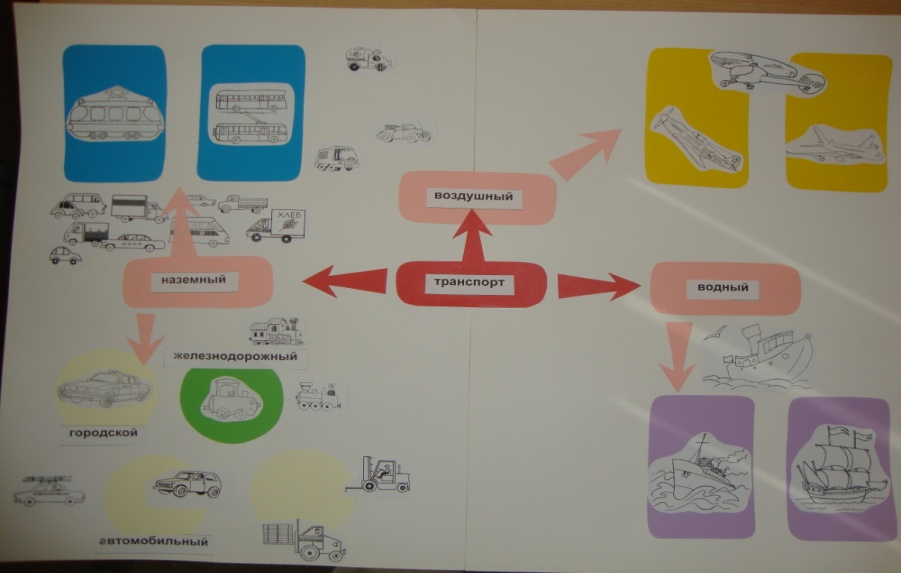 ХЛЕБ
воздушный
наземный
транспорт
водный
железнодорожный
городской
автомобильный